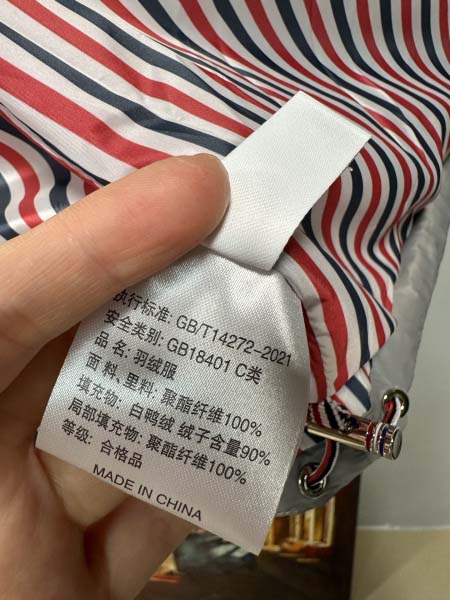 执行标准: GB/T14272-2021
安全类别: GB18401 C类
品名: 羽绒服
面料、里料: 聚酯纤维100%
填充物: 白鸭绒 绒子含量90%
局部填充物: 聚酯纤维100%
等级: 合格品
MADE IN CHINA